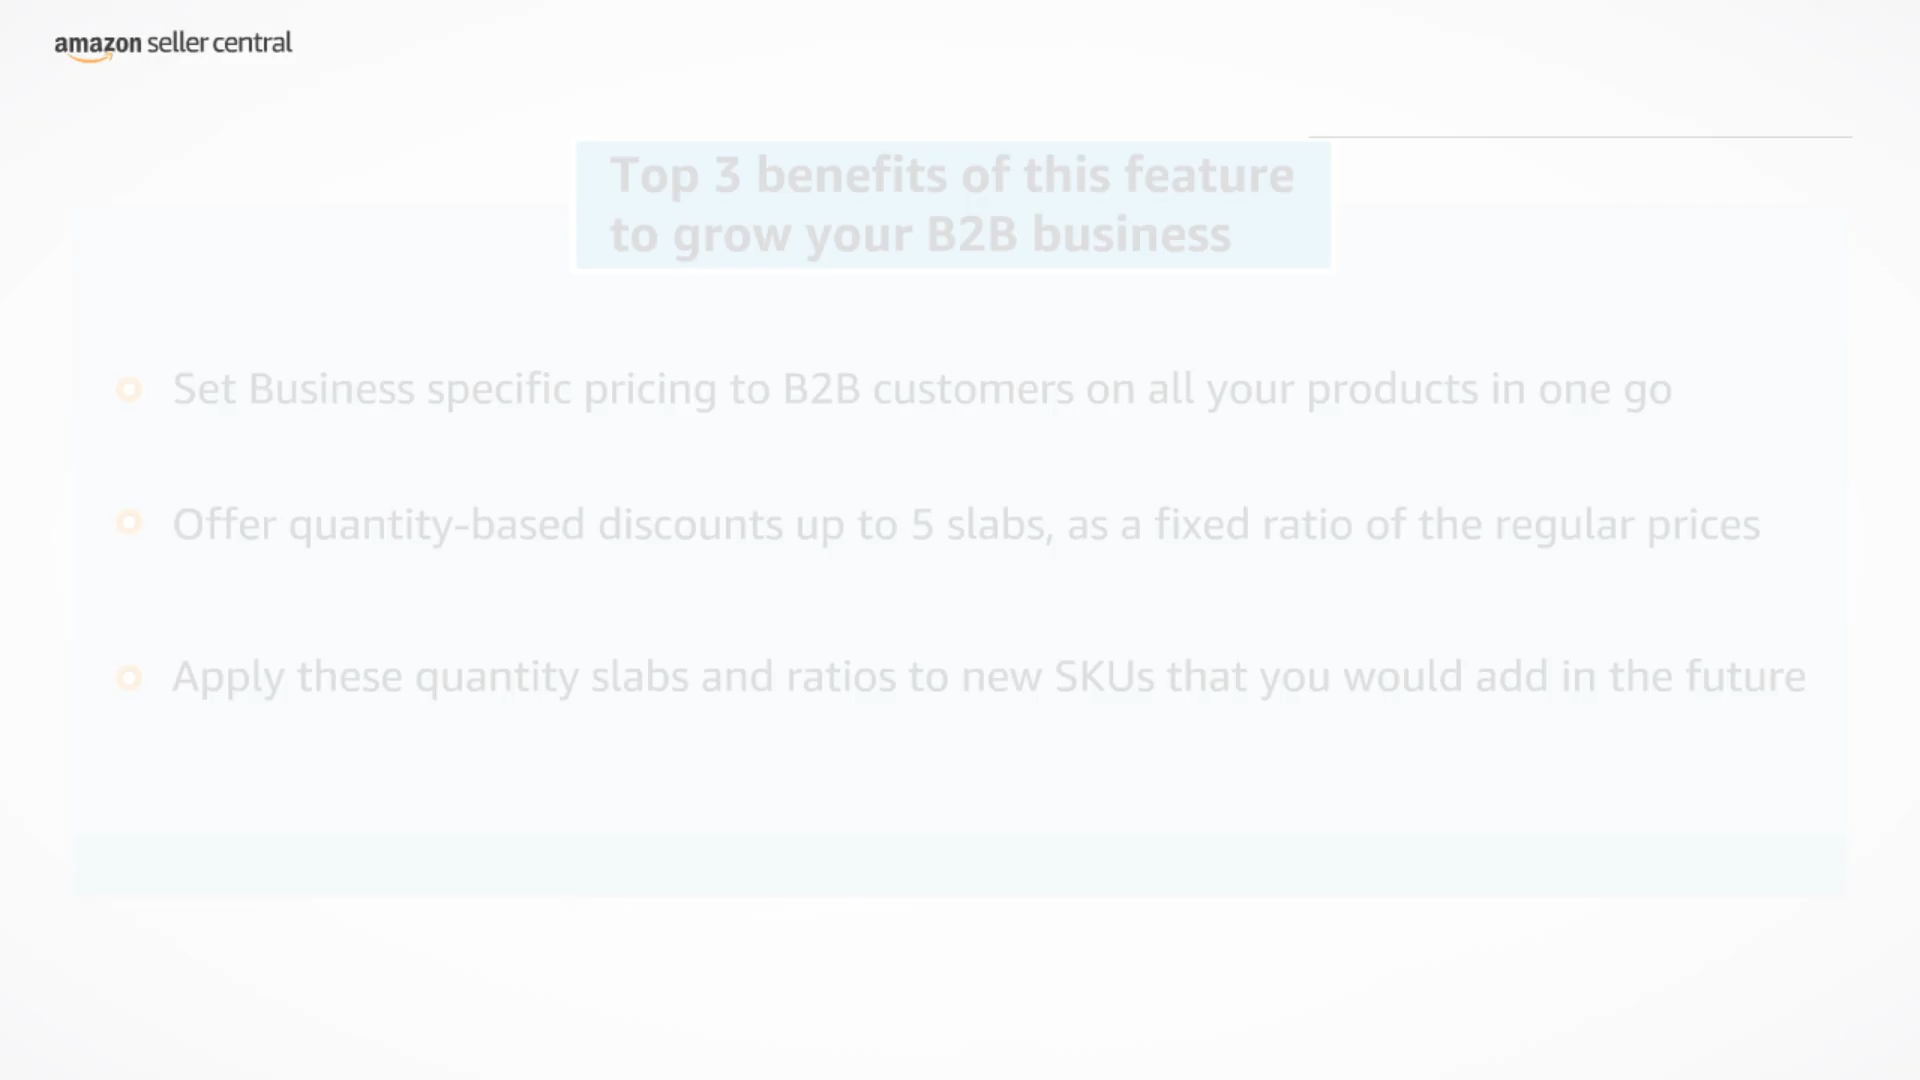 amazon seller central
Top 3 benefits of this feature
to grow your B2B business
Set Business specific pricing to B2B customers on all your products in one go
Offer quantity-based discounts up to 5 slabs, as a fixed ratio of the regular prices
Apply these quantity slabs and ratios to new SKUs that you would add in the future